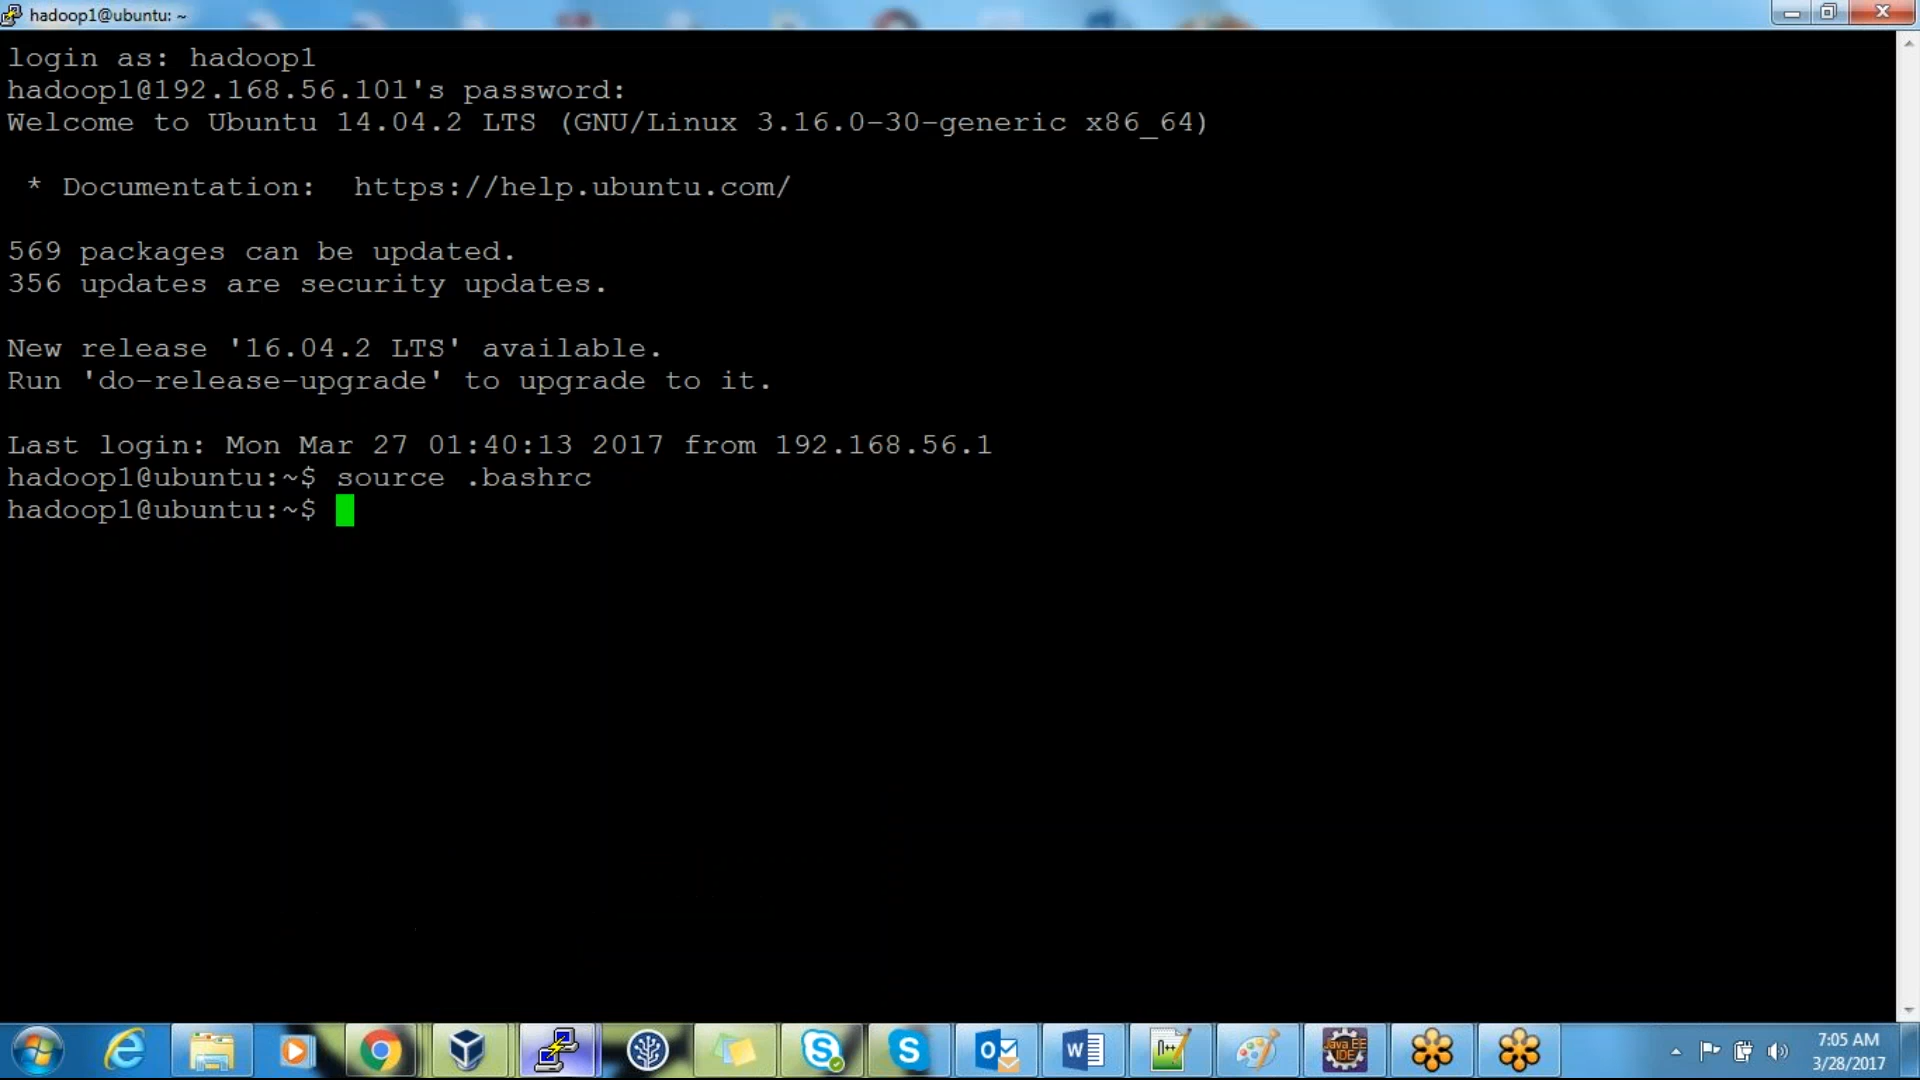 hadoop1@ubuntu: ~
login as: hadoop1
hadoop1@192.168.56.101's password:
Welcome to Ubuntu 14.04.2 LTS (GNU/Linux 3.16.0-30-generic x86_64)
* Documentation:  https://help.ubuntu.com/
569 packages can be updated.
356 updates are security updates.
New release '16.04.2 LTS' available.
Run 'do-release-upgrade' to upgrade to it.
Last login: Mon Mar 27 01:40:13 2017 from 192.168.56.1
hadoop1@ubuntu:~$ source .bashrc
hadoop1@ubuntu:~$
Java EE
IDE
7:05 AM
3/28/2017